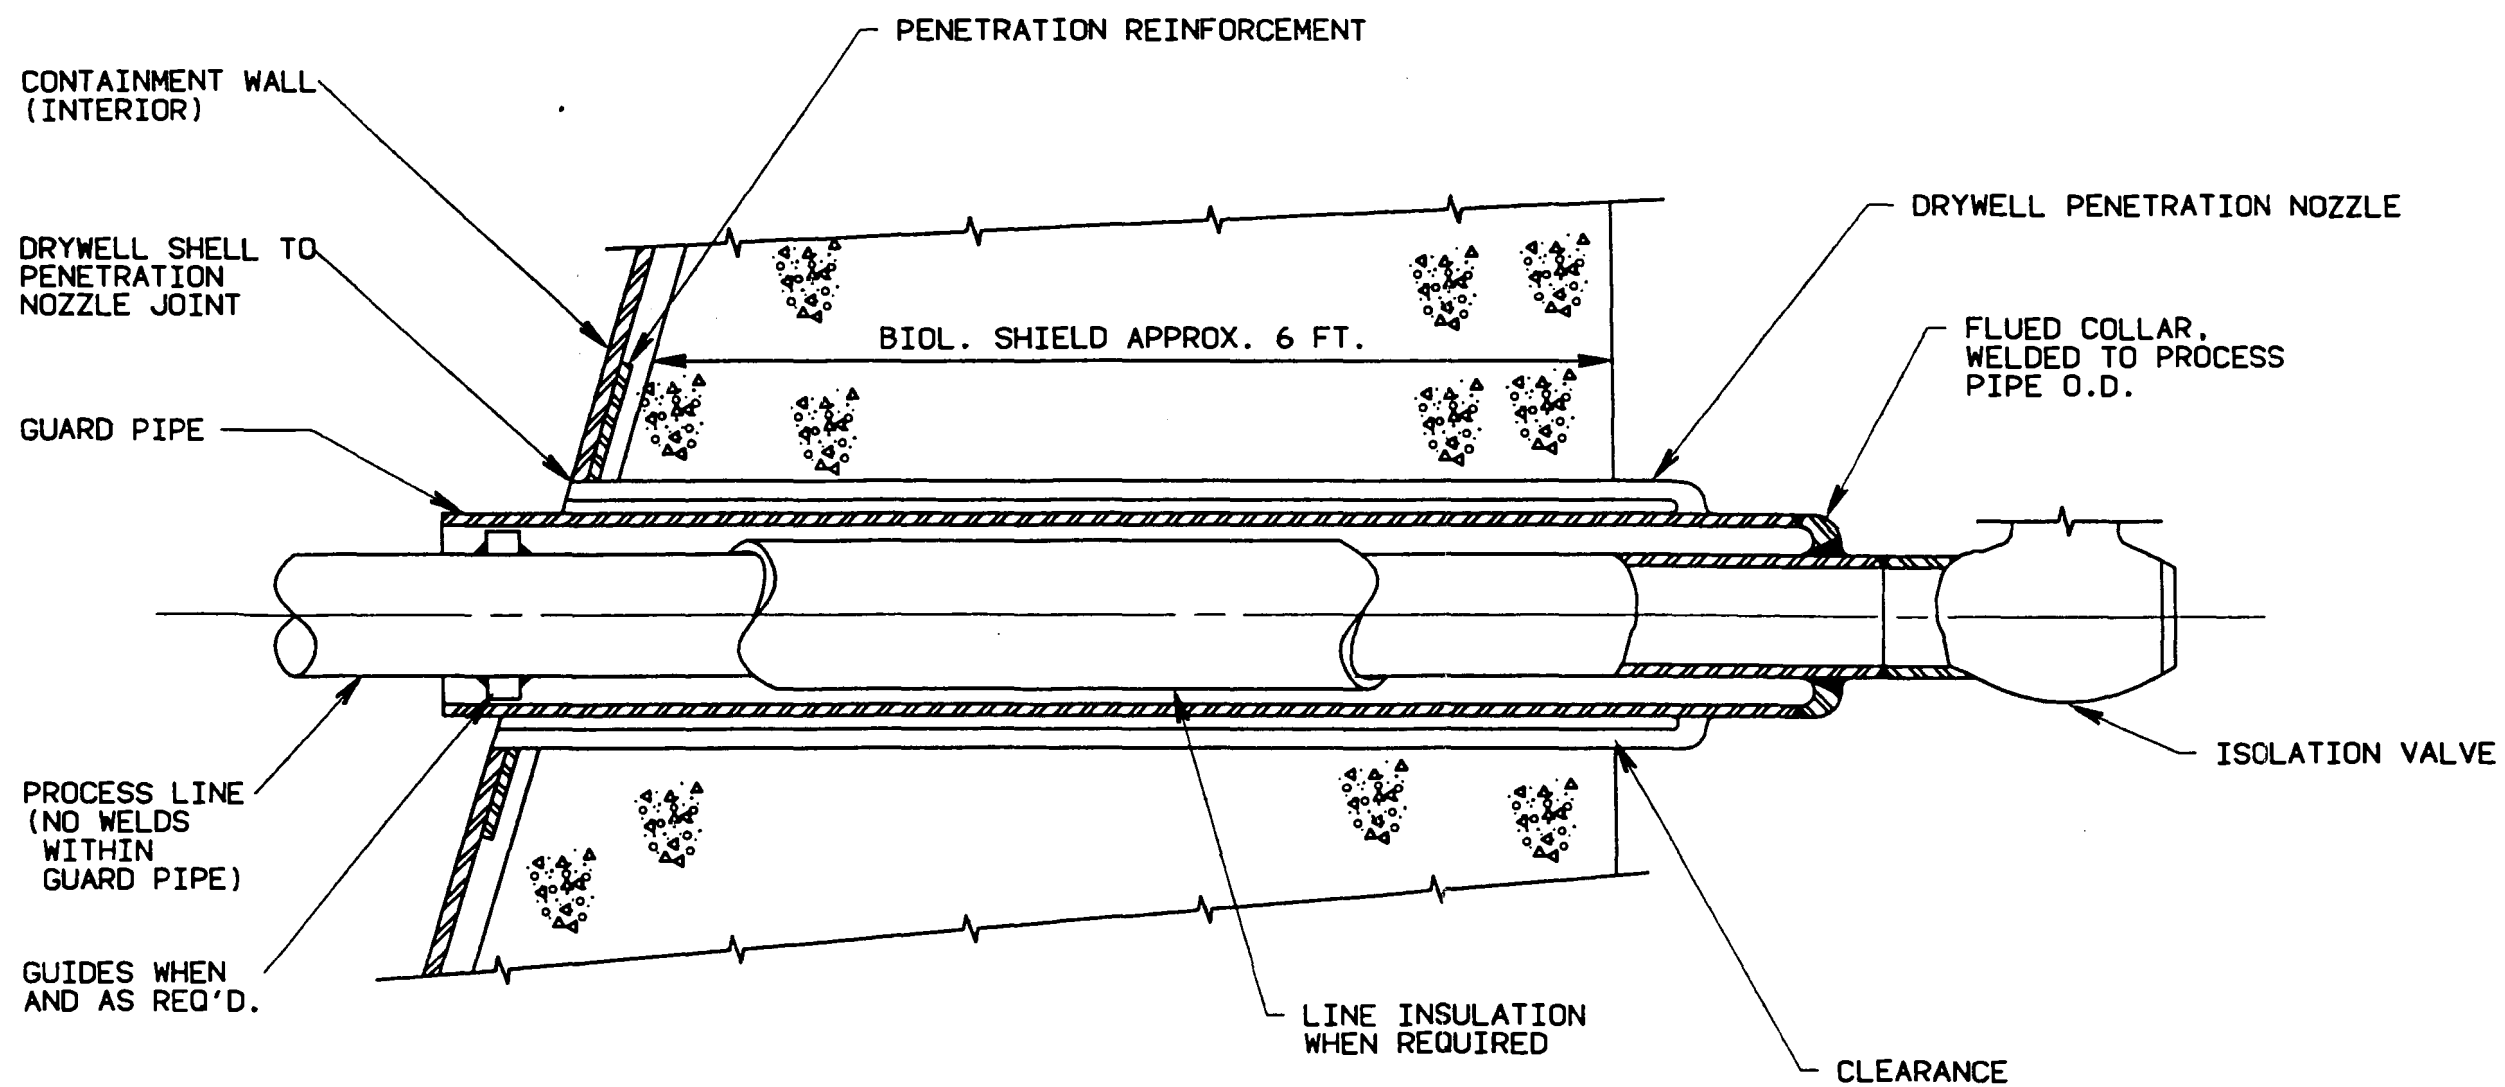 PENETRATION REINFORCEMENT
CONTAINMENT WALL
(INTERIOR)
DRYWELL PENETRATION NOZZLE
DRYWELL SHELL TO
PENETRATION
NOZZLE JOINT
BIOL. SHIELD APPROX. 6 FT.
FLUED COLLAR,
WELDED TO PROCESS
PIPE O.D.
GUARD PIPE
ISOLATION VALVE
PROCESS LINE
(NO WELDS
WITHIN
GUARD PIPE)
GUIDES WHEN
AND AS REQ'D.
LINE INSULATION
WHEN REQUIRED
CLEARANCE